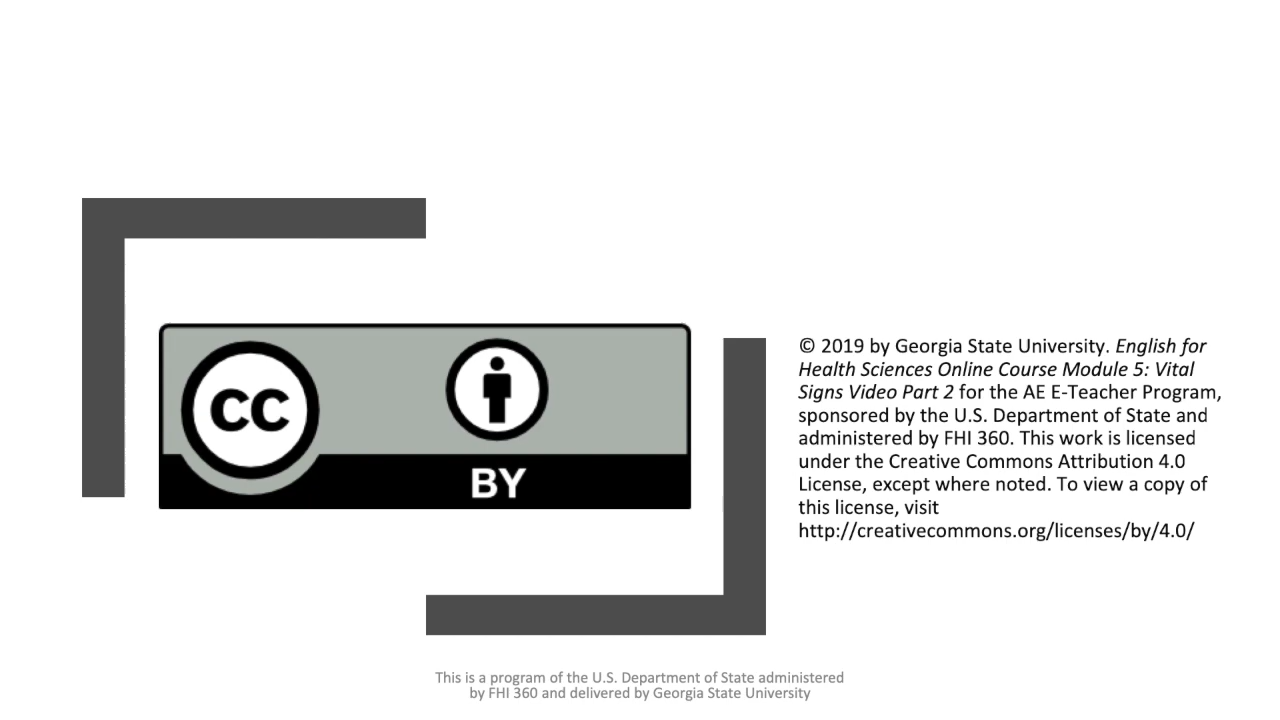 CC
BY
© 2019 by Georgia State University. English for
Health Sciences Online Course Module 5: Vital
Signs Video Part 2 for the AE E-Teacher Program,
sponsored by the U.S. Department of State and
administered by FHI 360. This work is licensed
under the Creative Commons Attribution 4.0
License, except where noted. To view a copy of
this license, visit
http://creativecommons.org/licenses/by/4.0/
This is a program of the U.S. Department of State administered
by FHI 360 and delivered by Georgia State University